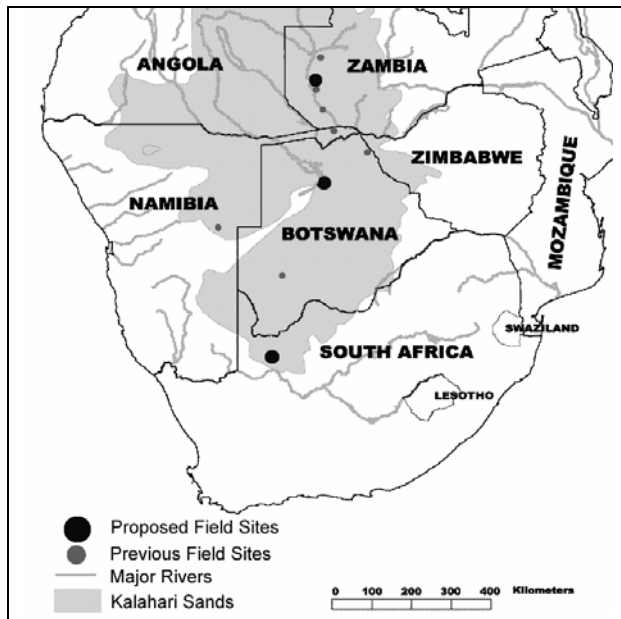 ANGOLA
ZAMBIA
ZIMBABWE
MOZAMBIQUE
NAMIBIA
BOTSWANA
SWAZILAND
SOUTH AFRICA
LESOTHO
Proposed Field Sites
Previous Field Sites
Major Rivers
Kalahari Sands
0 100 200 300 400 Kilometers